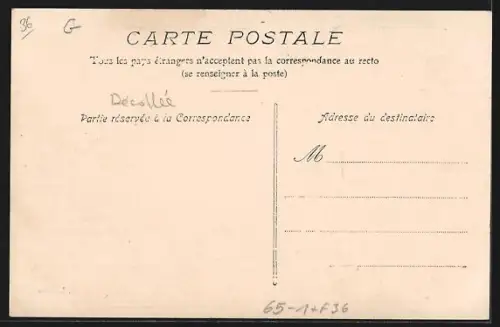 36
G
CARTE POSTALE
Tous les pays étrangers n'acceptent pas la correspondance au recto
(se renseigner à la poste)
Décollée
Partie réservée à la Correspondance
Adresse du destinataire
M
65-1+F36